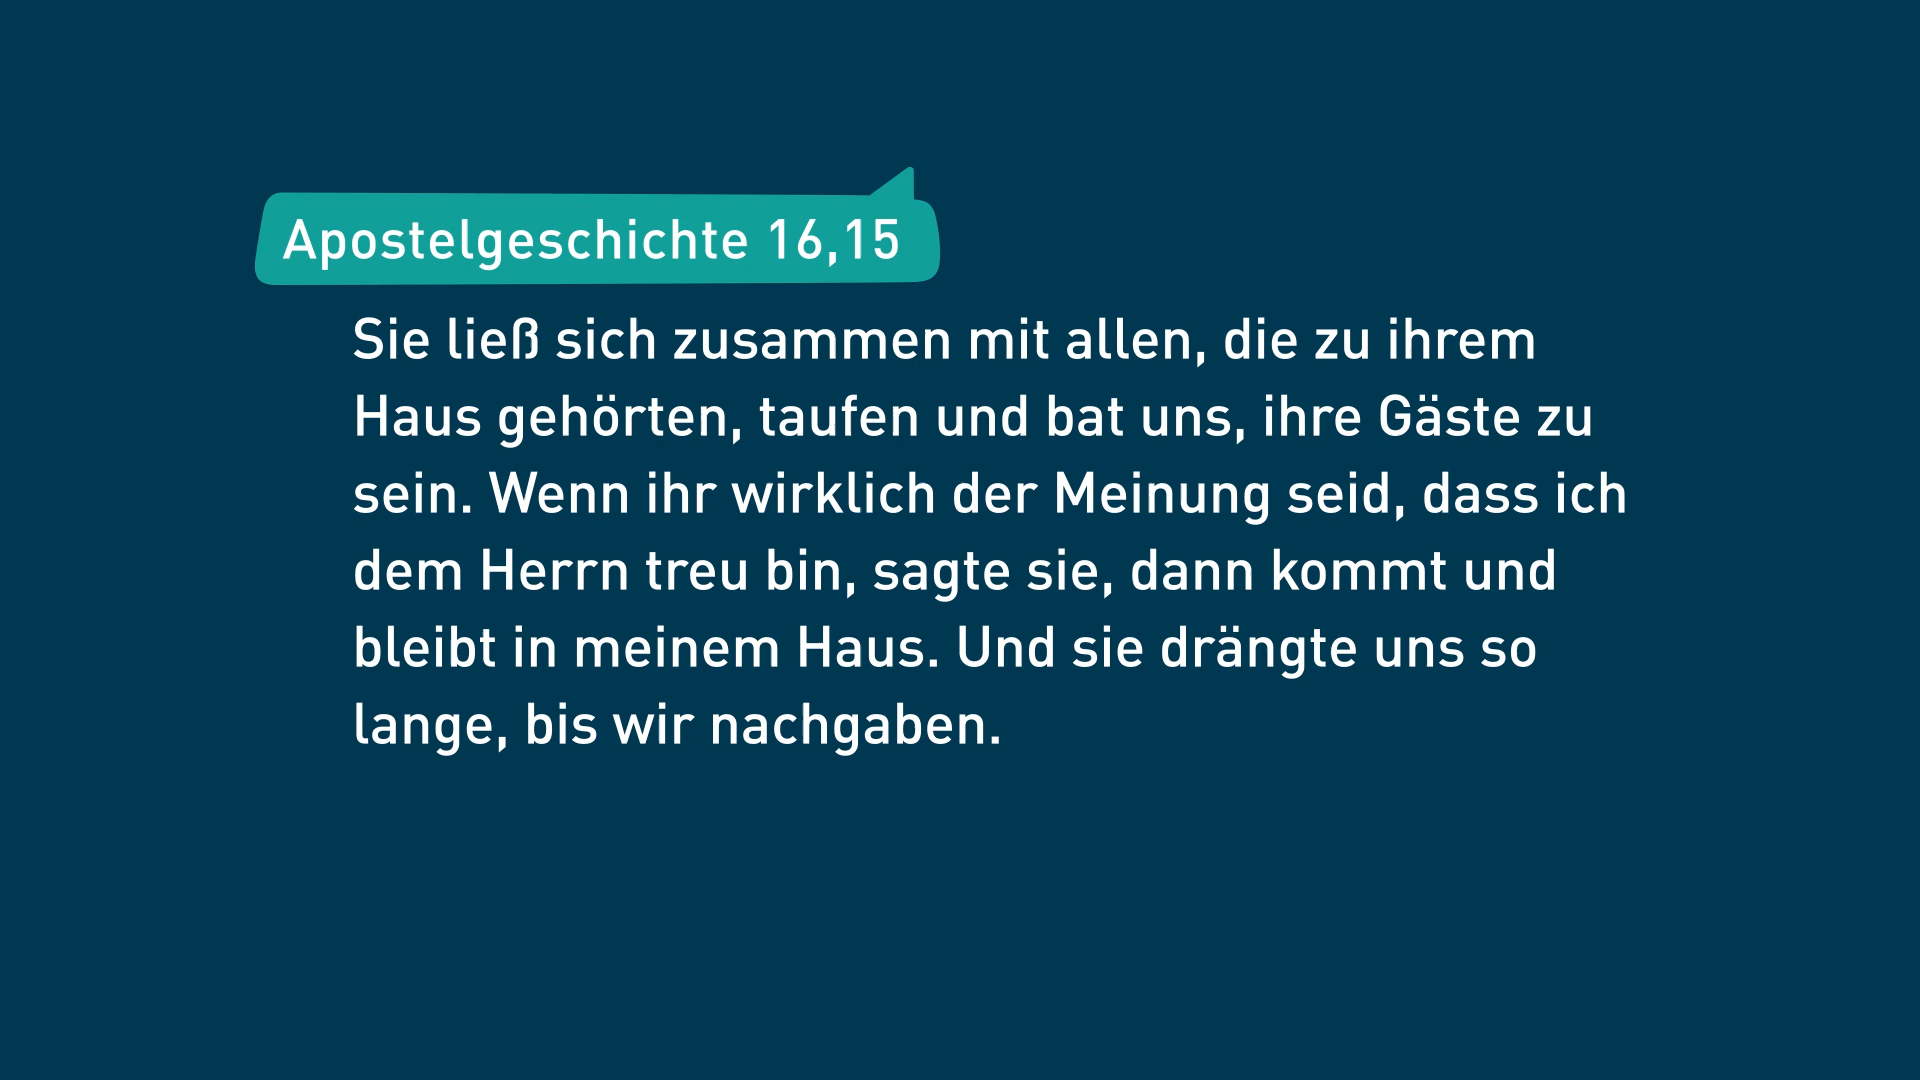 Apostelgeschichte 16,15
Sie ließ sich zusammen mit allen, die zu ihrem
Haus gehörten, taufen und bat uns, ihre Gäste zu
sein. Wenn ihr wirklich der Meinung seid, dass ich
dem Herrn treu bin, sagte sie, dann kommt und
bleibt in meinem Haus. Und sie drängte uns so
lange, bis wir nachgaben.